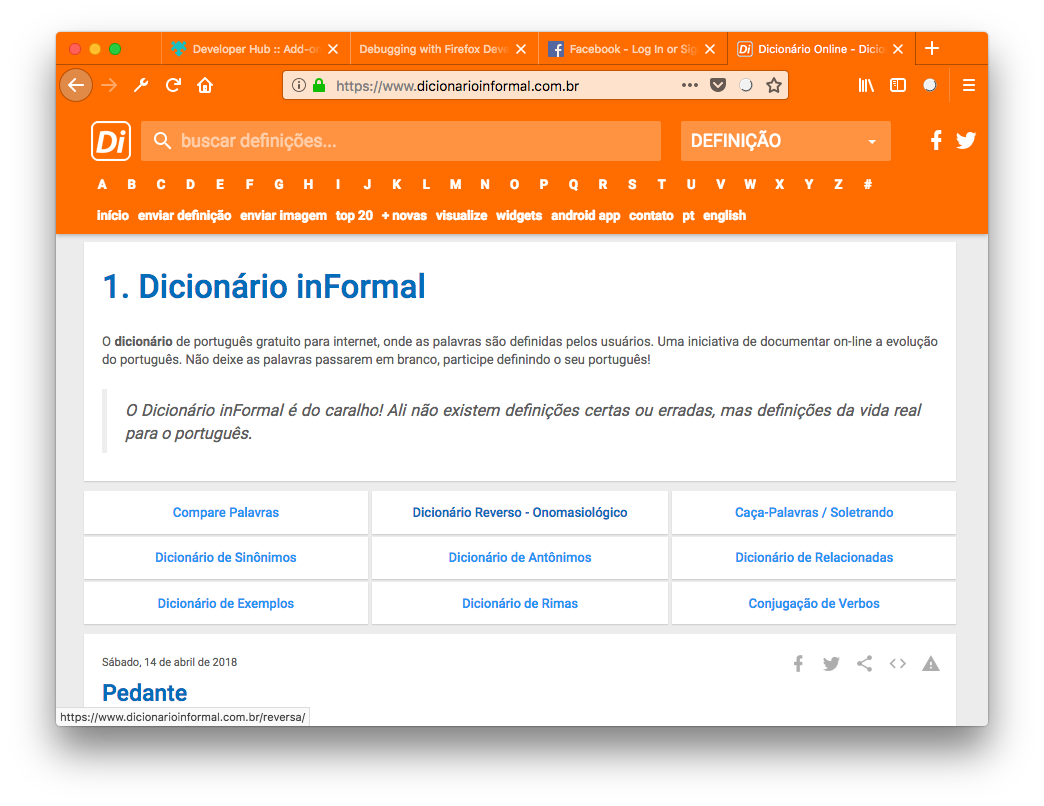 Developer Hub :: Add-on
Debugging with Firefox Deve
Facebook - Log In or Sig
Dicionário Online - Dicio
https://www.dicionarioinformal.com.br
Di buscar definições... DEFINIÇÃO
A B C D E F G H I J K L M N O P Q R S T U V W X Y Z #
início enviar definição enviar imagem top 20 + novas visualize widgets android app contato pt english
1. Dicionário inFormal
O dicionário de português gratuito para internet, onde as palavras são definidas pelos usuários. Uma iniciativa de documentar on-line a evolução
do português. Não deixe as palavras passarem em branco, participe definindo o seu português!
O Dicionário inFormal é do caralho! Ali não existem definições certas ou erradas, mas definições da vida real
para o português.
Compare Palavras Dicionário Reverso - Onomasiológico Caça-Palavras / Soletrando
Dicionário de Sinônimos Dicionário de Antônimos Dicionário de Relacionadas
Dicionário de Exemplos Dicionário de Rimas Conjugação de Verbos
Sábado, 14 de abril de 2018
Pedante
https://www.dicionarioinformal.com.br/reversa/